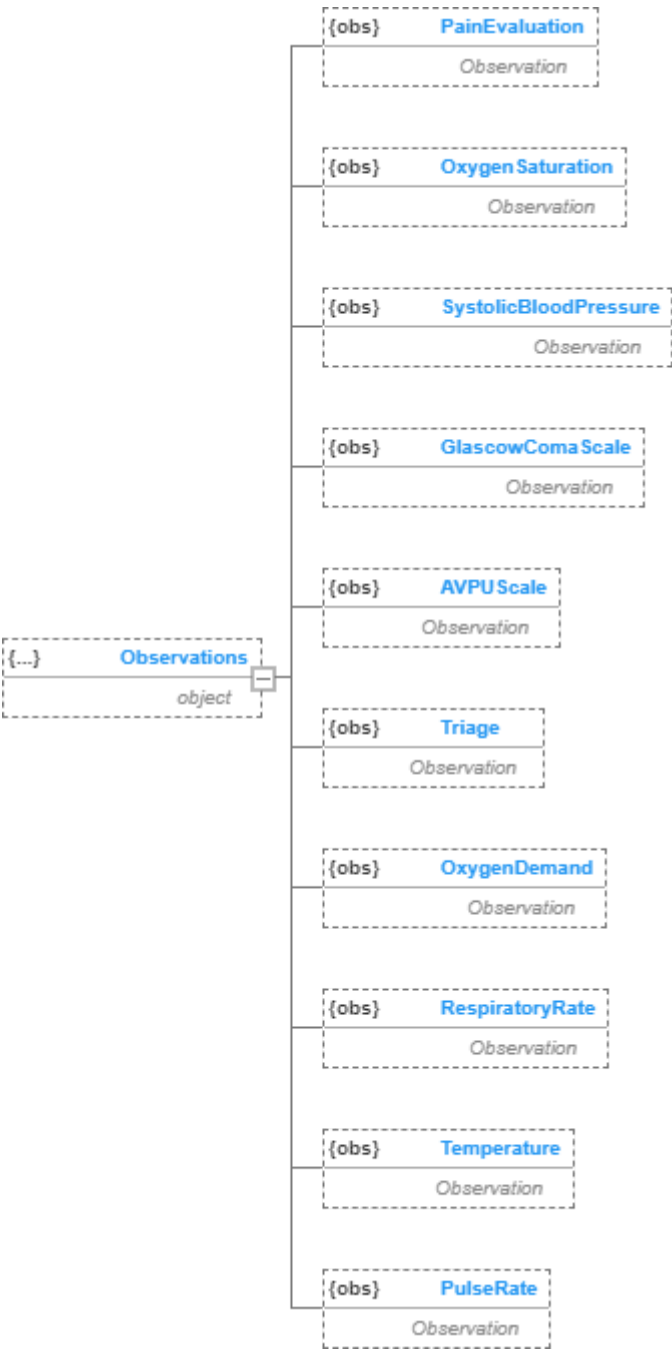 {obs} PainEvaluation
Observation
{obs} OxygenSaturation
Observation
{obs} SystolicBloodPressure
Observation
{obs} GlascowComaScale
Observation
{obs} AVPUScale
Observation
{...} Observations
object
{obs} Triage
Observation
{obs} OxygenDemand
Observation
{obs} RespiratoryRate
Observation
{obs} Temperature
Observation
{obs} PulseRate
Observation